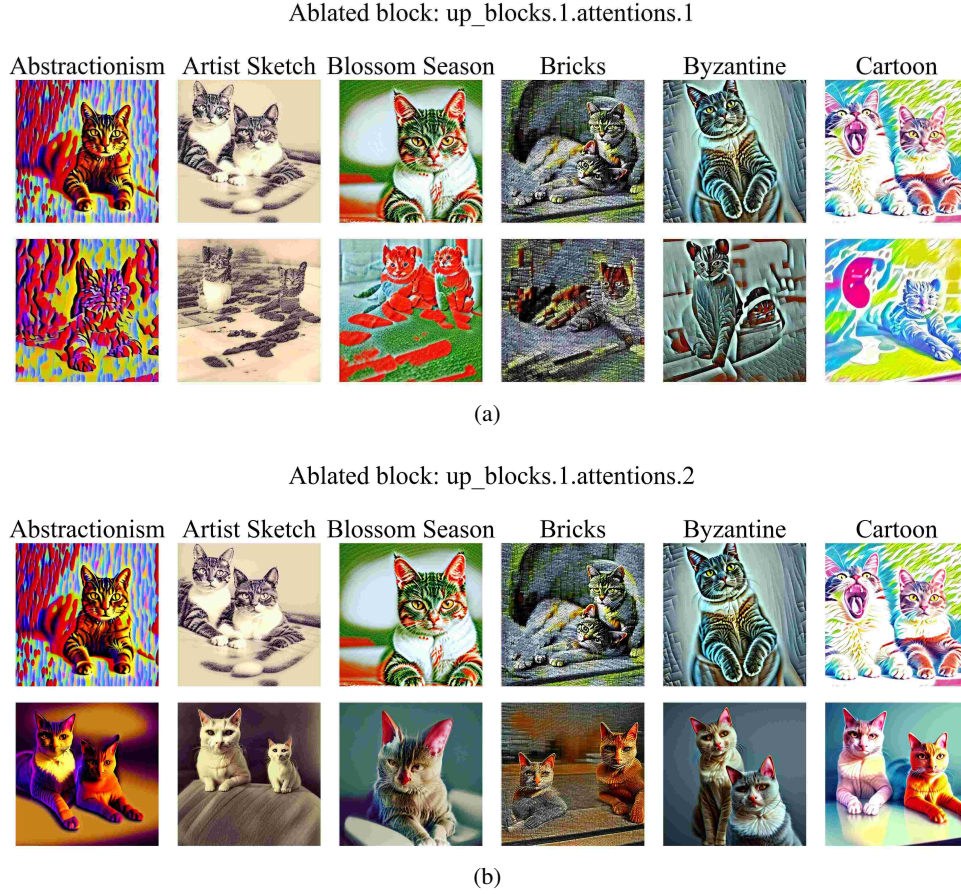 Ablated block: up_blocks.1.attentions.1
Abstractionism Artist Sketch Blossom Season Bricks Byzantine Cartoon
(a)
Ablated block: up_blocks.1.attentions.2
Abstractionism Artist Sketch Blossom Season Bricks Byzantine Cartoon
(b)